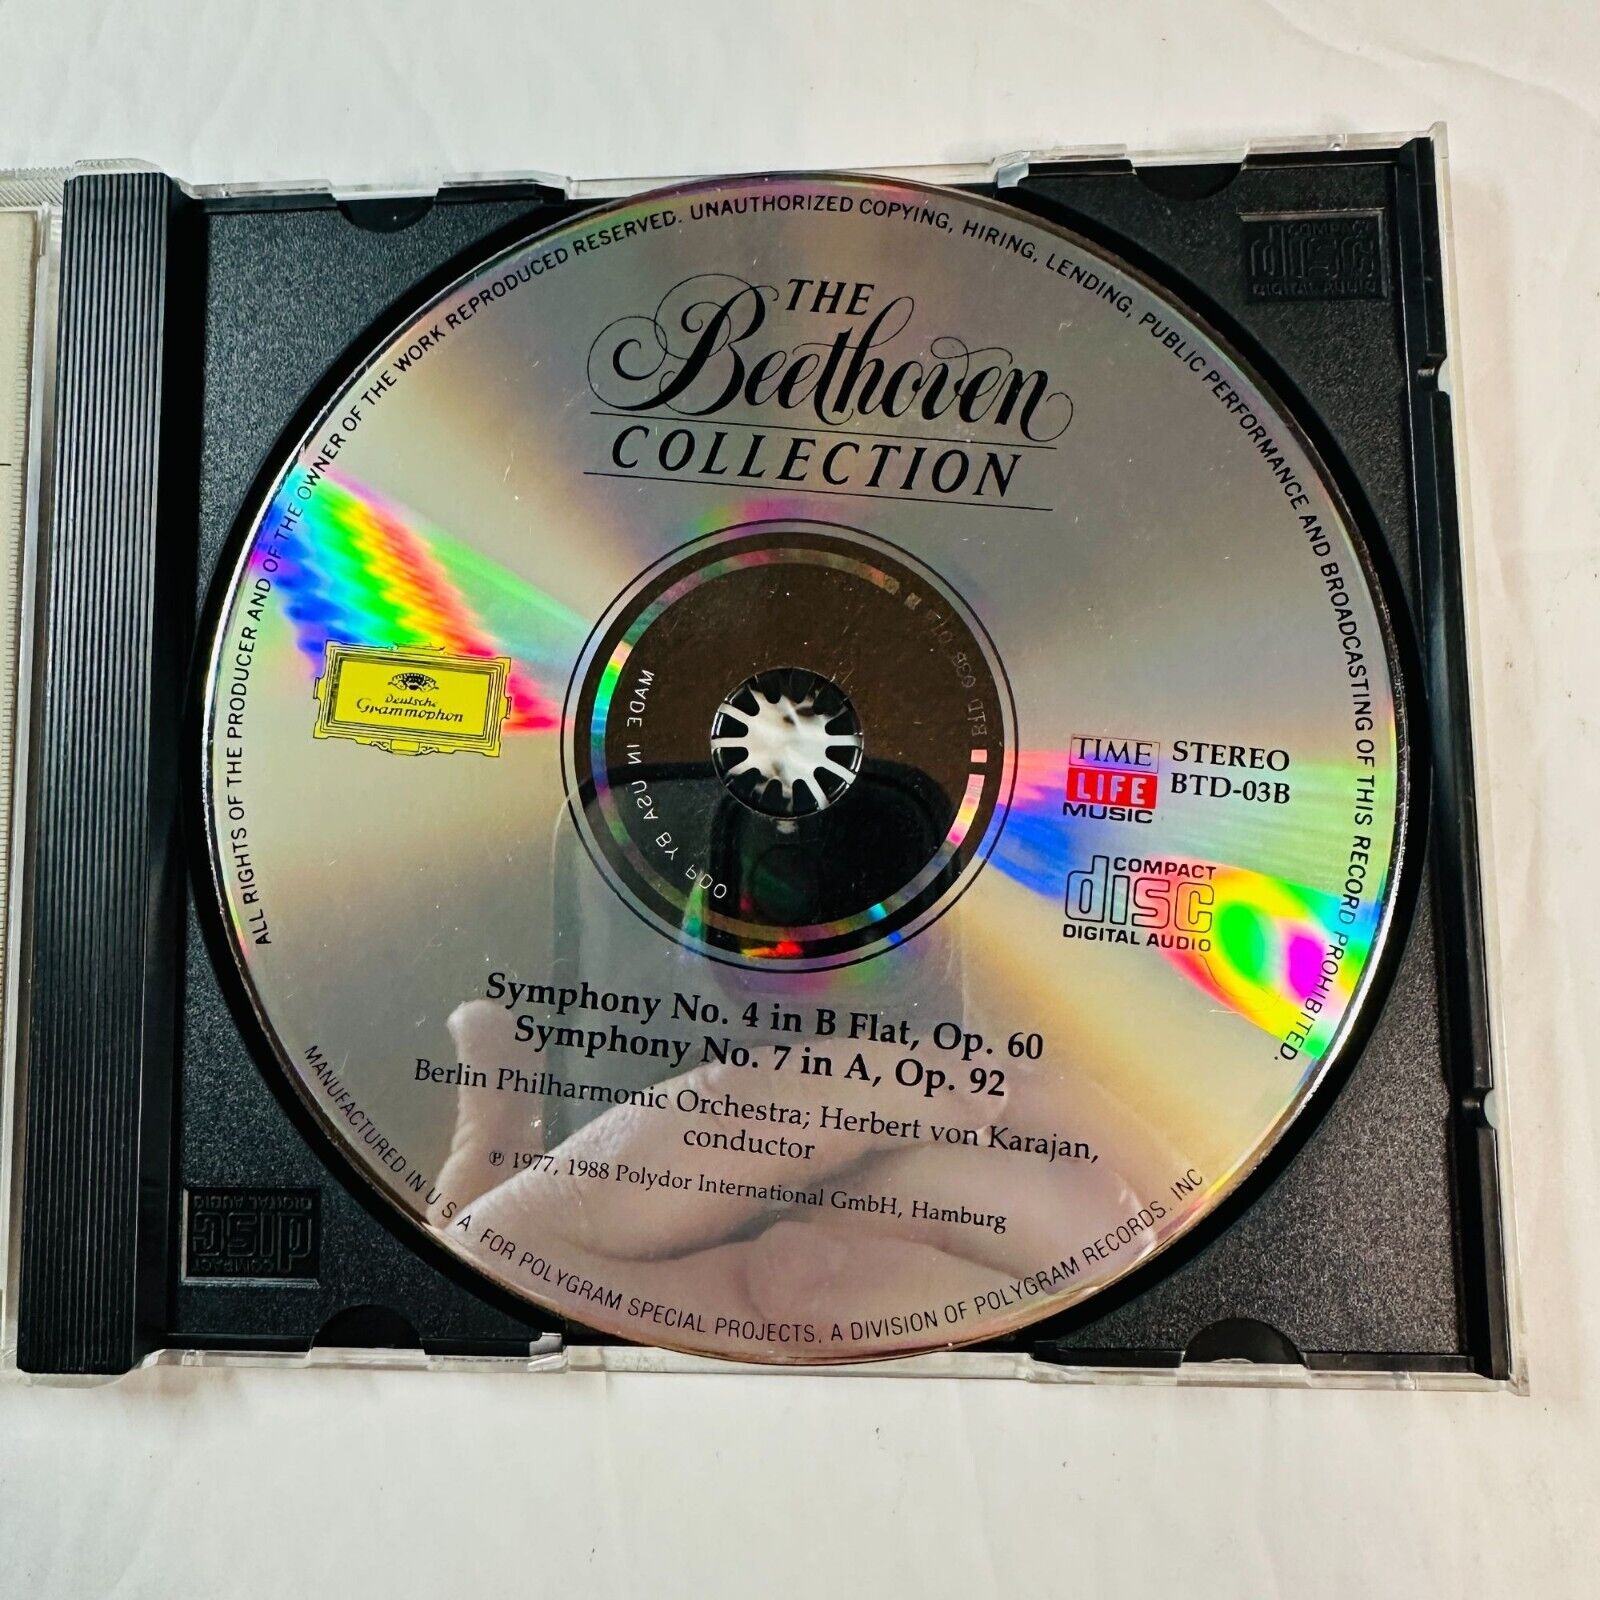 ALL RIGHTS OF THE PRODUCER AND OF THE OWNER OF THE WORK REPRODUCED RESERVED. UNAUTHORIZED COPYING, HIRING, LENDING, PUBLIC PERFORMANCE AND BROADCASTING OF THIS RECORD PROHIBITED.
THE
Beethoven
COLLECTION
COMPACT
disc
DIGITAL AUDIO
Deutsche
Grammophon
MADE IN USA BY PDO
BTD 03B
TIME
LIFE
MUSIC
STEREO
BTD-03B
COMPACT
disc
DIGITAL AUDIO
Symphony No. 4 in B Flat, Op. 60
Symphony No. 7 in A, Op. 92
Berlin Philharmonic Orchestra; Herbert von Karajan,
conductor
℗ 1977, 1988 Polydor International GmbH, Hamburg
MANUFACTURED IN U S A FOR POLYGRAM SPECIAL PROJECTS, A DIVISION OF POLYGRAM RECORDS, INC
COMPACT
disc
DIGITAL AUDIO